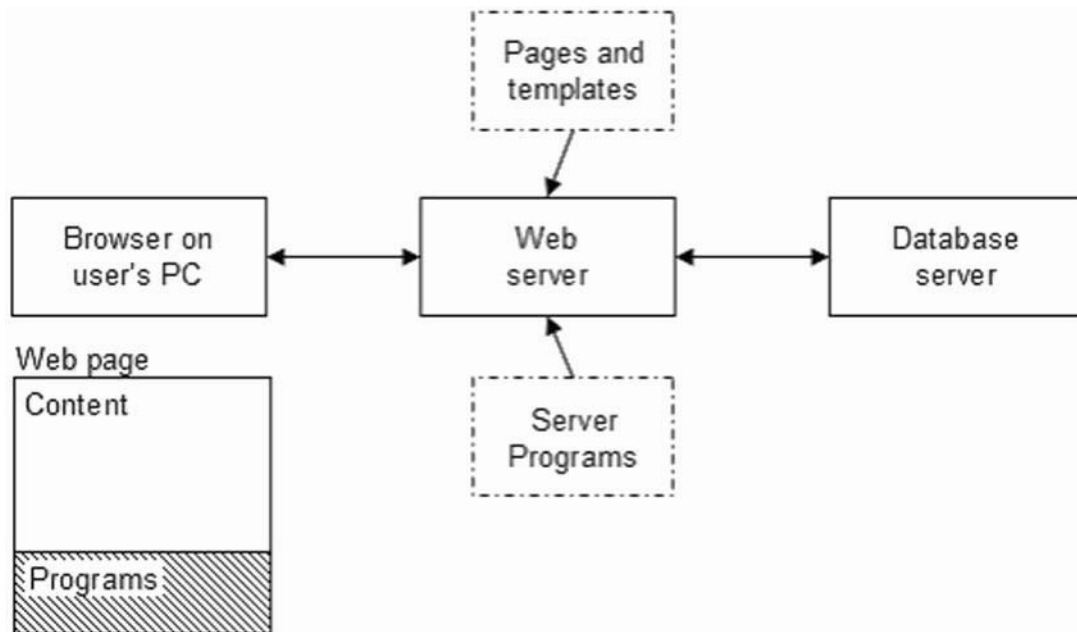 Pages and
templates
Browser on
user's PC
Web
server
Database
server
Web page
Content
Server
Programs
Programs